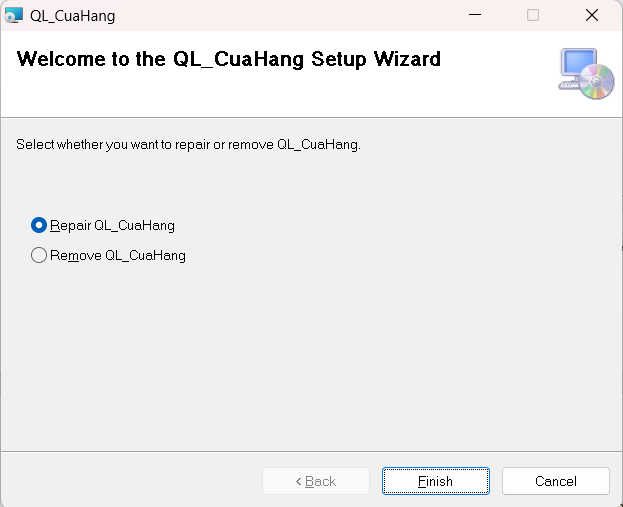 QL_CuaHang
Welcome to the QL_CuaHang Setup Wizard
Select whether you want to repair or remove QL_CuaHang.
Repair QL_CuaHang
Remove QL_CuaHang
< Back
Finish
Cancel